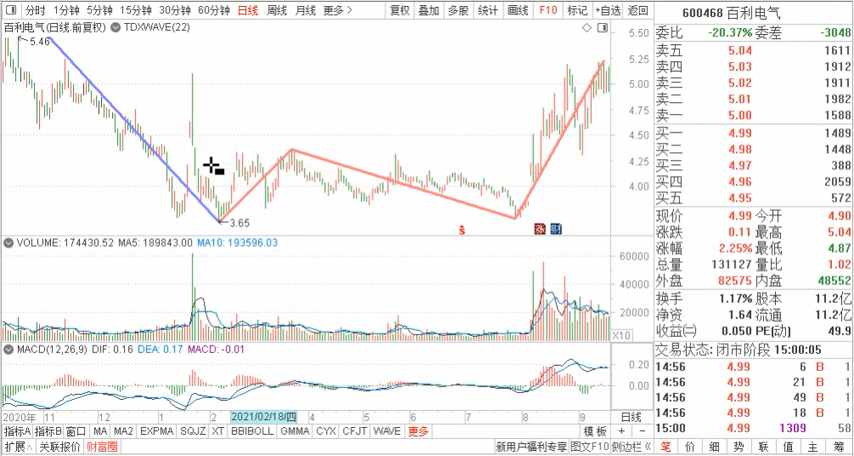 分时 1分钟 5分钟 15分钟 30分钟 60分钟 日线 周线 月线 更多 复权 叠加 多股 统计 画线 F10 标记 +自选 返回
百利电气(日线.前复权) TDXWAVE(22)
5.46
3.65
5.50
5.25
5.00
4.75
4.50
4.25
4.00
涨 财
VOLUME: 174430.52 MA5: 189843.00 MA10: 193596.03
60000
40000
20000
X10
MACD(12,26,9) DIF: 0.16 DEA: 0.17 MACD: -0.01
0.20
0.00
2020年 11 12 1 2 2021/02/18/四 4 5 6 7 8 9 日线
指标A 指标B 窗口 MA MA2 EXPMA SQJZ XT BBIBOLL GMMA CYX CYFJT WAVE 更多 模板 + -
扩展∧ 关联报价 财富圈 新用户福利专享 图文F10 侧边栏《
600468 百利电气
委比 -20.37% 委差 -3048
卖五 5.04 1611
卖四 5.03 1912
卖三 5.02 1911
卖二 5.01 1982
卖一 5.00 1588
买一 4.99 1489
买二 4.98 1448
买三 4.97 388
买四 4.96 2059
买五 4.95 572
现价 4.99 今开 4.90
涨跌 0.11 最高 5.04
涨幅 2.25% 最低 4.87
总量 131127 量比 1.02
外盘 82575 内盘 48552
换手 1.17% 股本 11.2亿
净资 1.64 流通 11.2亿
收益㈡ 0.050 PE(动) 49.9
交易状态: 闭市阶段 15:00:05
14:56 4.99 6 B 1
14:56 4.99 21 B 1
14:56 4.99 49 B 1
14:56 4.99 18 B 1
15:00 4.99 1309 58
笔 价 细 势 联 值 主 筹